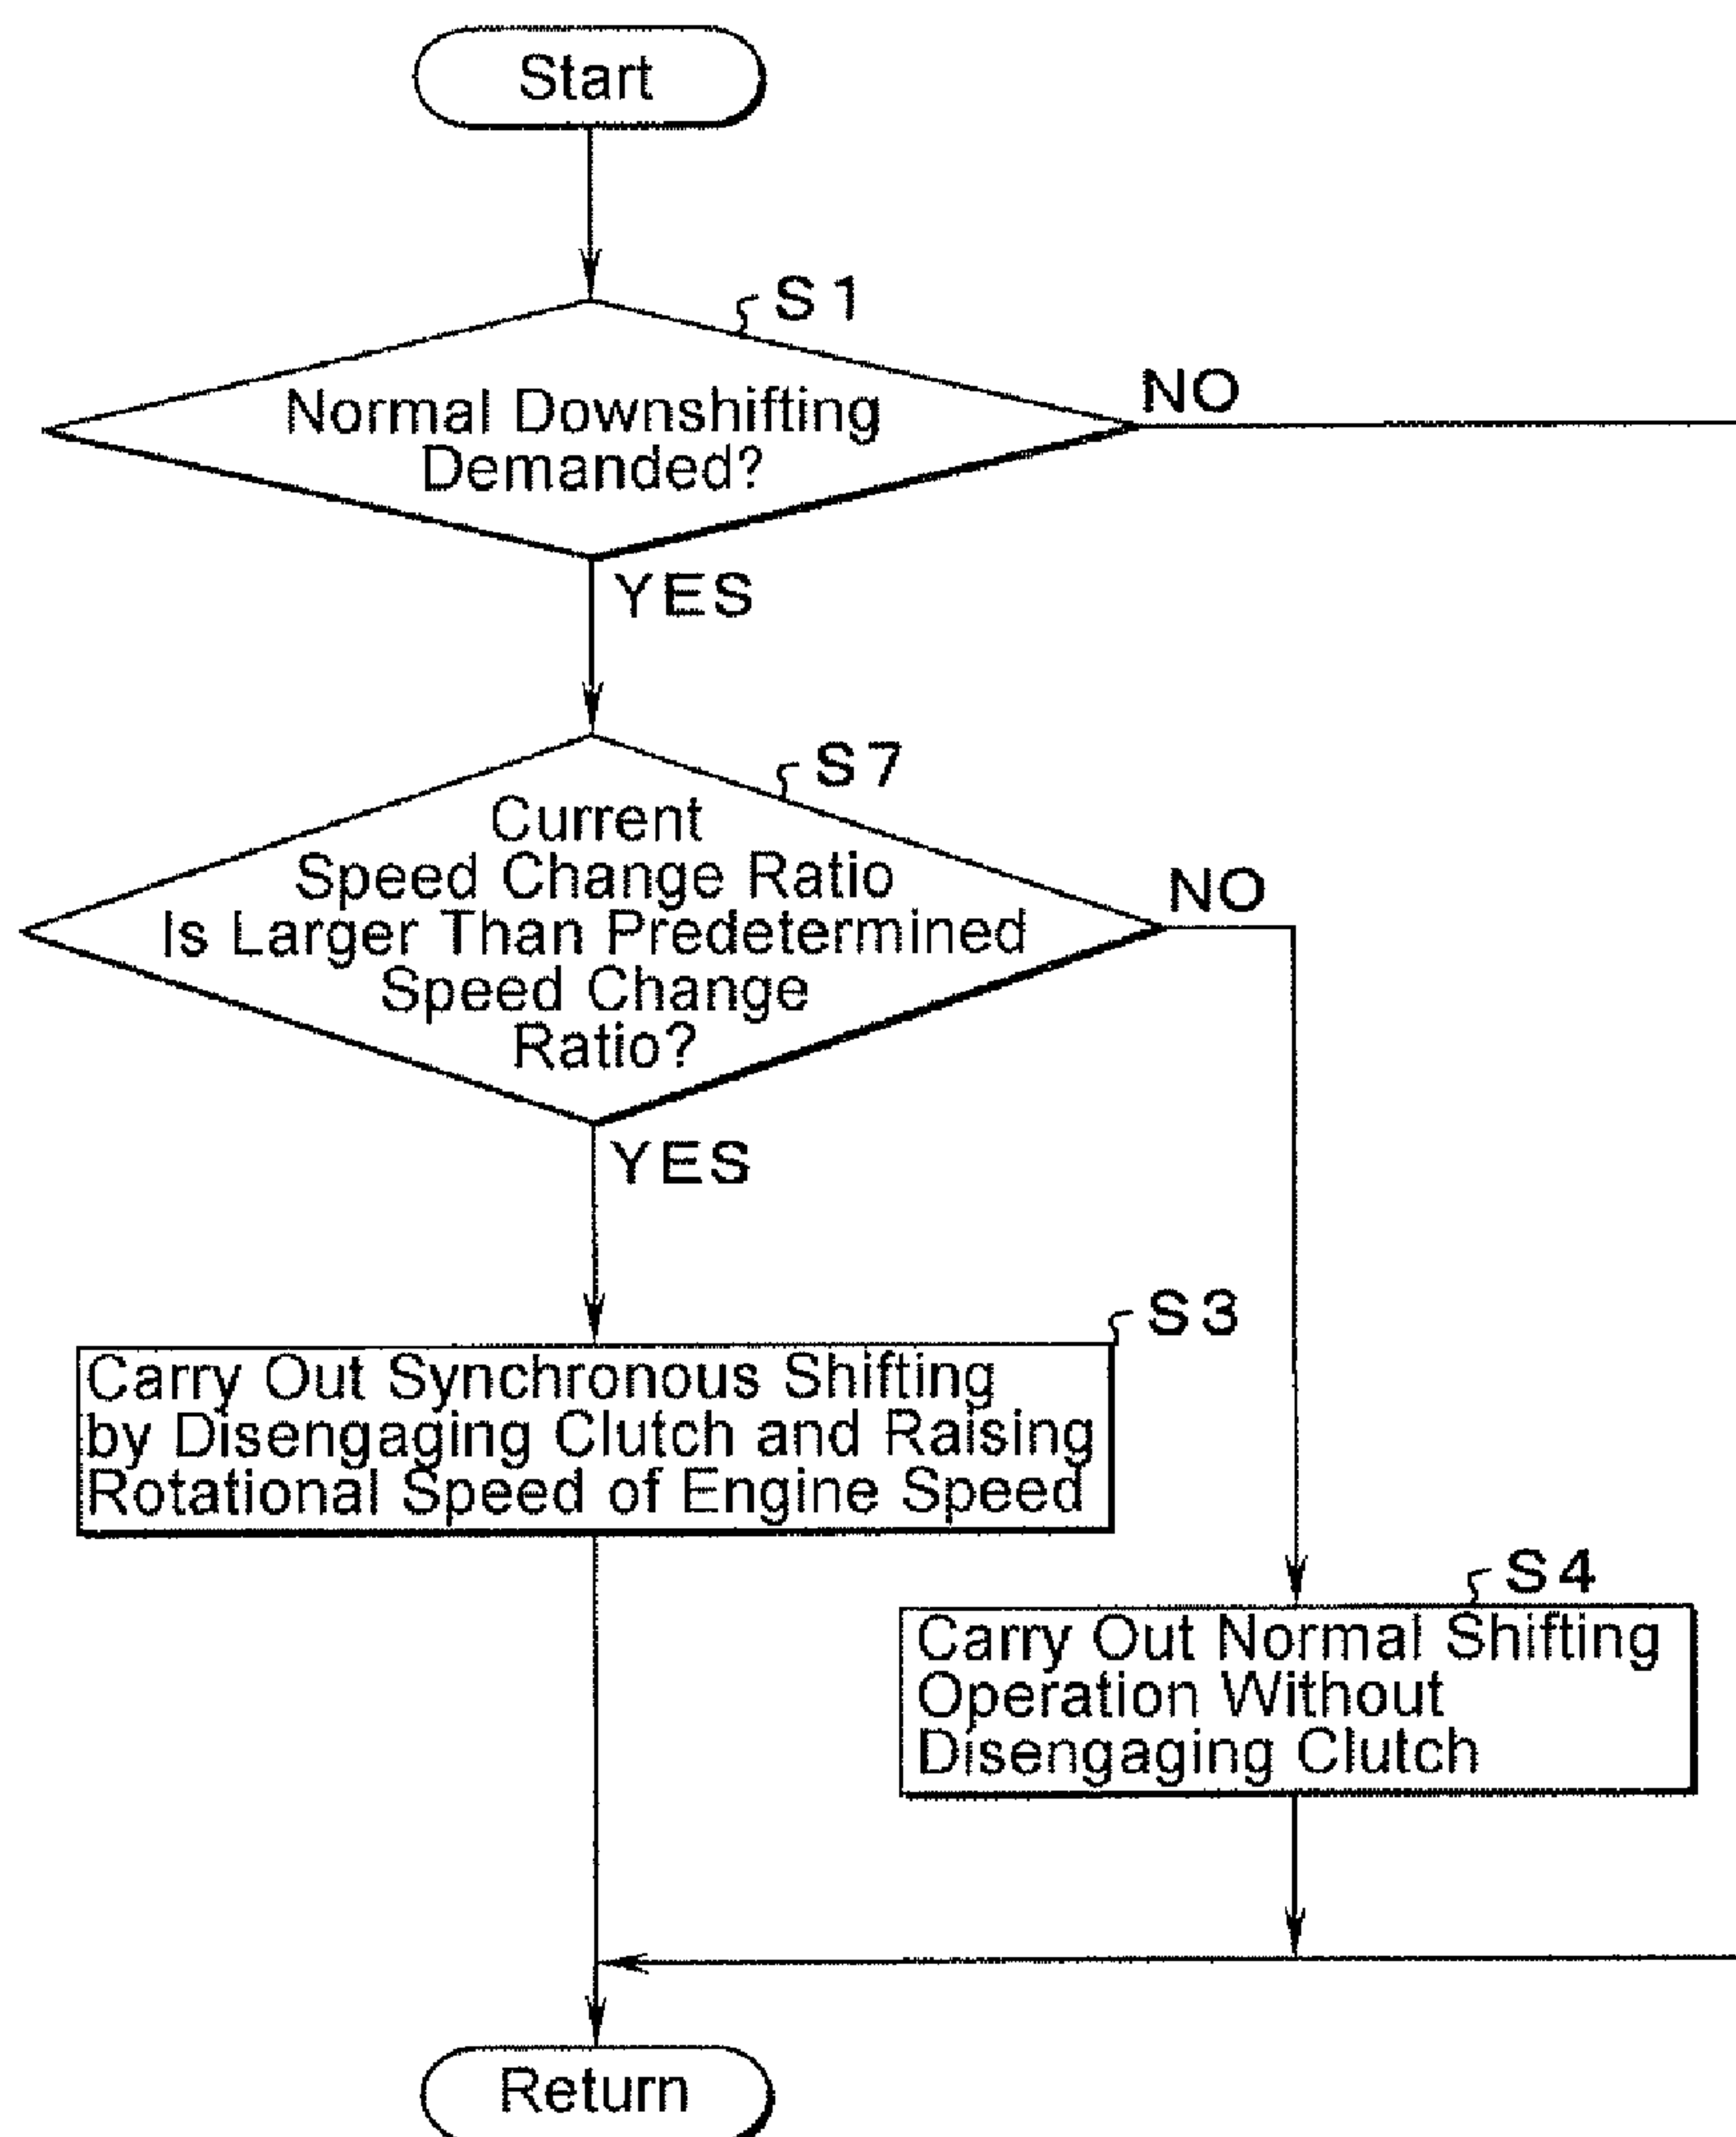 Start
S1
Normal Downshifting
Demanded?
NO
YES
S7
Current
Speed Change Ratio
Is Larger Than Predetermined
Speed Change
Ratio?
NO
YES
S3
Carry Out Synchronous Shifting
by Disengaging Clutch and Raising
Rotational Speed of Engine Speed
S4
Carry Out Normal Shifting
Operation Without
Disengaging Clutch
Return